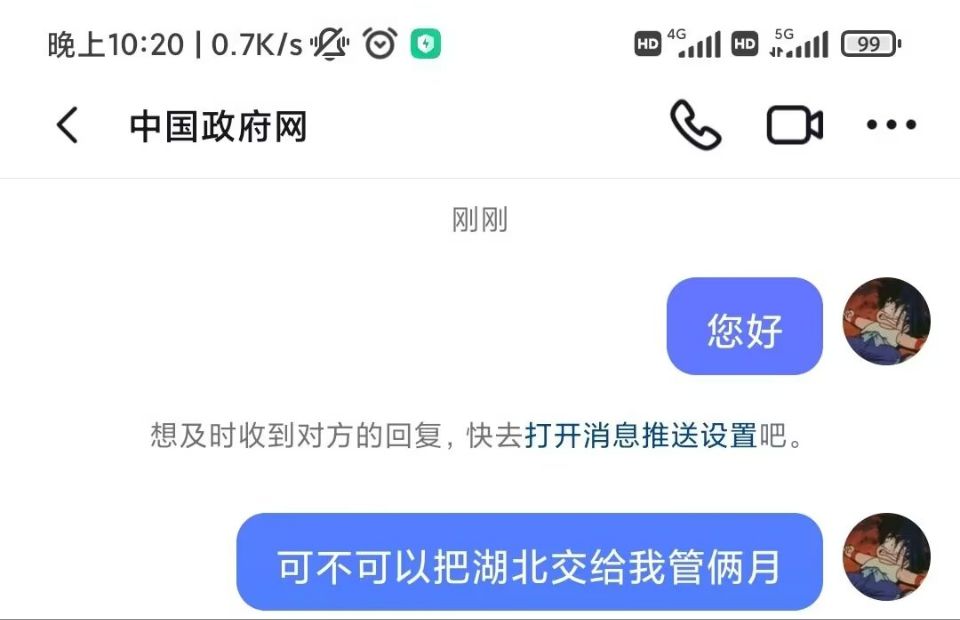 晚上10:20 | 0.7K/s HD 4G HD 5G 99
中国政府网
刚刚
您好
想及时收到对方的回复,快去打开消息推送设置吧。
可不可以把湖北交给我管俩月